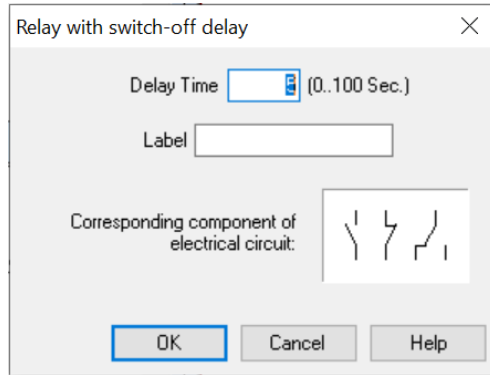 Relay with switch-off delay
Delay Time 5 (0..100 Sec.)
Label
Corresponding component of
electrical circuit:
OK Cancel Help